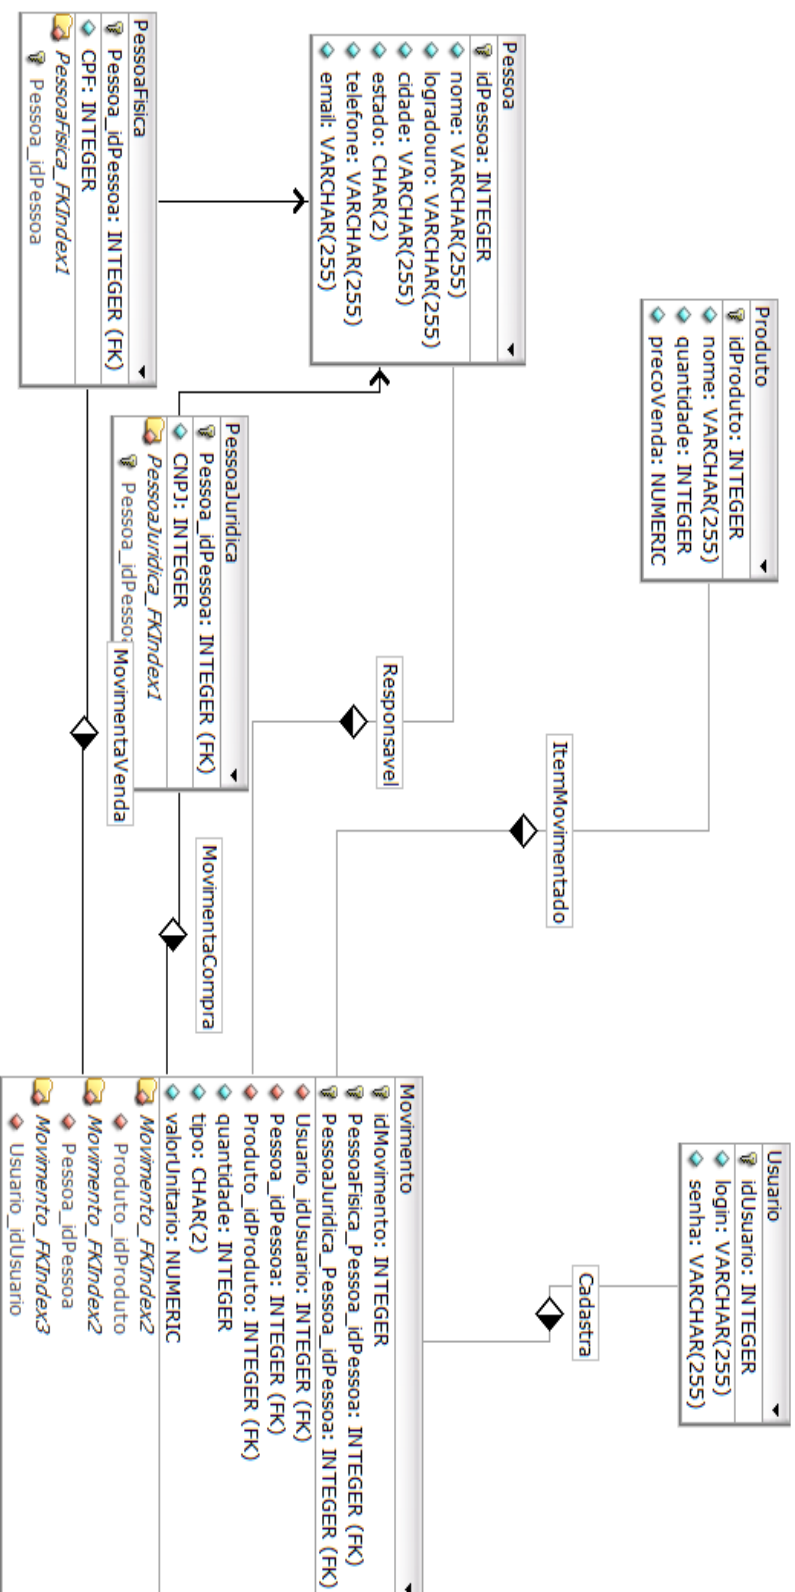 Pessoa
idPessoa: INTEGER
nome: VARCHAR(255)
logradouro: VARCHAR(255)
cidade: VARCHAR(255)
estado: CHAR(2)
telefone: VARCHAR(255)
email: VARCHAR(255)
Produto
idProduto: INTEGER
nome: VARCHAR(255)
quantidade: INTEGER
precoVenda: NUMERIC
Usuario
idUsuario: INTEGER
login: VARCHAR(255)
senha: VARCHAR(255)
ItemMovimentado
Cadastra
Responsavel
PessoaFisica
Pessoa_idPessoa: INTEGER (FK)
CPF: INTEGER
PessoaFisica_FKIndex1
Pessoa_idPessoa
PessoaJuridica
Pessoa_idPessoa: INTEGER (FK)
CNPJ: INTEGER
PessoaJuridica_FKIndex1
Pessoa_idPessoa
MovimentaVenda
MovimentaCompra
Movimento
idMovimento: INTEGER
PessoaFisica_Pessoa_idPessoa: INTEGER (FK)
PessoaJuridica_Pessoa_idPessoa: INTEGER (FK)
Usuario_idUsuario: INTEGER (FK)
Pessoa_idPessoa: INTEGER (FK)
Produto_idProduto: INTEGER (FK)
quantidade: INTEGER
tipo: CHAR(2)
valorUnitario: NUMERIC
Movimento_FKIndex2
Produto_idProduto
Movimento_FKIndex2
Pessoa_idPessoa
Movimento_FKIndex3
Usuario_idUsuario